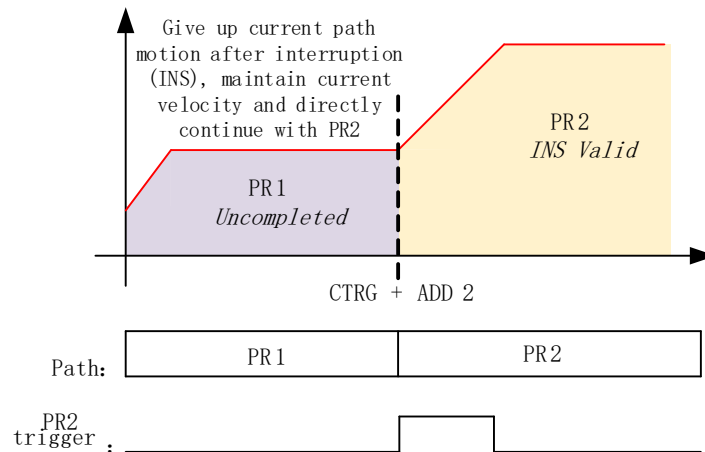 Give up current path
motion after interruption
(INS), maintain current
velocity and directly
continue with PR2
PR2
INS Valid
PR1
Uncompleted
CTRG + ADD 2
Path:
PR1
PR2
PR2
trigger :